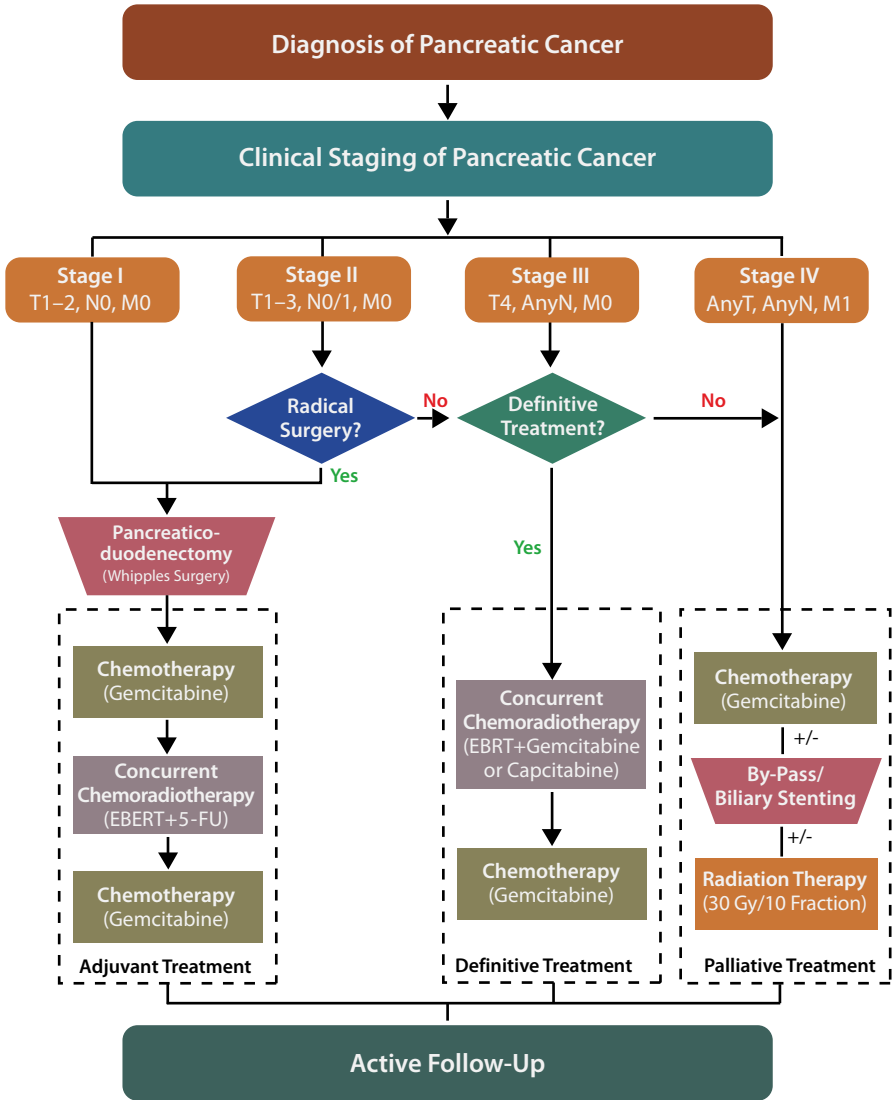 Diagnosis of Pancreatic Cancer
Clinical Staging of Pancreatic Cancer
Stage I
T1–2, N0, M0
Stage II
T1–3, N0/1, M0
Stage III
T4, AnyN, M0
Stage IV
AnyT, AnyN, M1
Radical
Surgery?
No
Definitive
Treatment?
No
Yes
Yes
Pancreatico-
duodenectomy
(Whipples Surgery)
Chemotherapy
(Gemcitabine)
Concurrent
Chemoradiotherapy
(EBERT+5-FU)
Chemotherapy
(Gemcitabine)
Adjuvant Treatment
Concurrent
Chemoradiotherapy
(EBRT+Gemcitabine
or Capcitabine)
Chemotherapy
(Gemcitabine)
Definitive Treatment
Chemotherapy
(Gemcitabine)
+/-
By-Pass/
Biliary Stenting
+/-
Radiation Therapy
(30 Gy/10 Fraction)
Palliative Treatment
Active Follow-Up